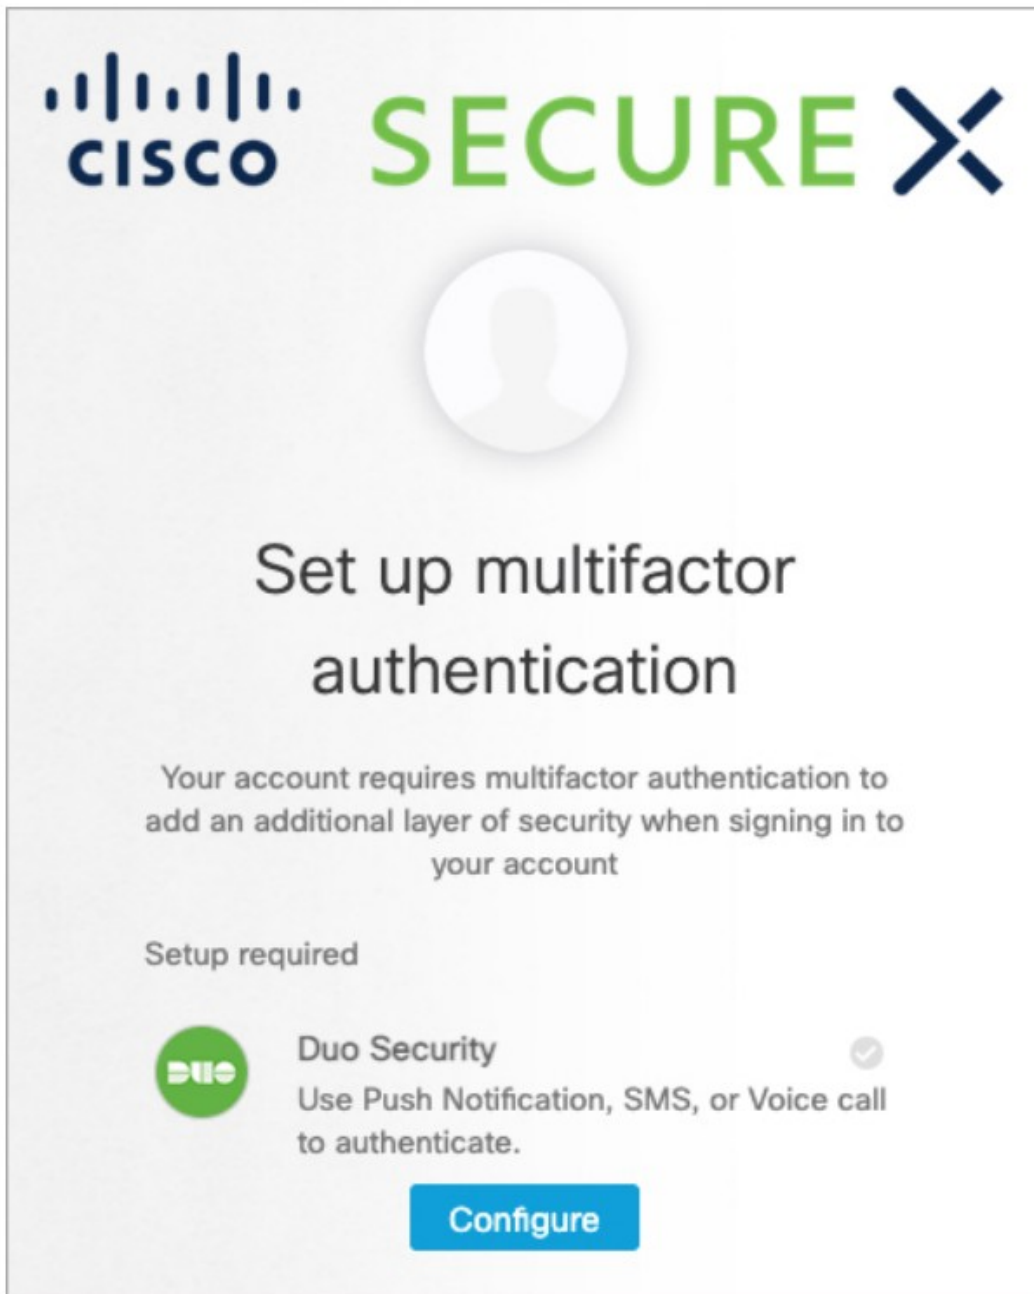 CISCO SECURE X
Set up multifactor
authentication
Your account requires multifactor authentication to
add an additional layer of security when signing in to
your account
Setup required
DUO
Duo Security
Use Push Notification, SMS, or Voice call
to authenticate.
Configure